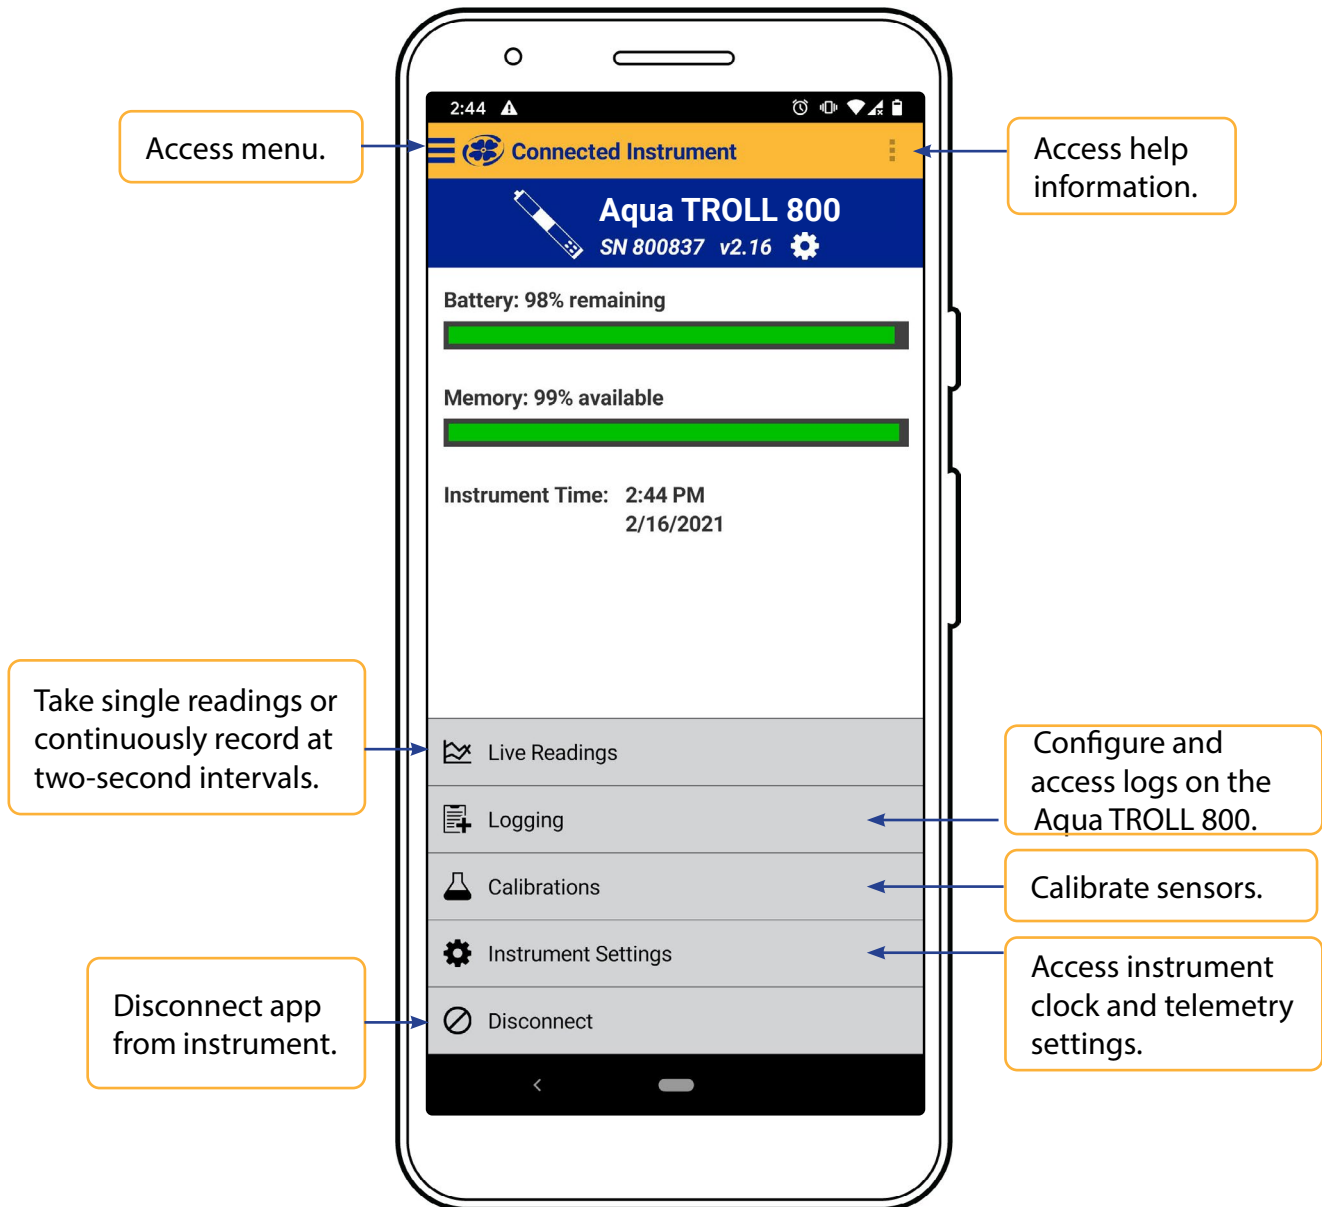 2:44
Access menu.
Connected Instrument
Access help
information.
Aqua TROLL 800
SN 800837 v2.16
Battery: 98% remaining
Memory: 99% available
Instrument Time: 2:44 PM
2/16/2021
Take single readings or
continuously record at
two-second intervals.
Live Readings
Configure and
access logs on the
Aqua TROLL 800.
Logging
Calibrations
Calibrate sensors.
Instrument Settings
Access instrument
clock and telemetry
settings.
Disconnect app
from instrument.
Disconnect